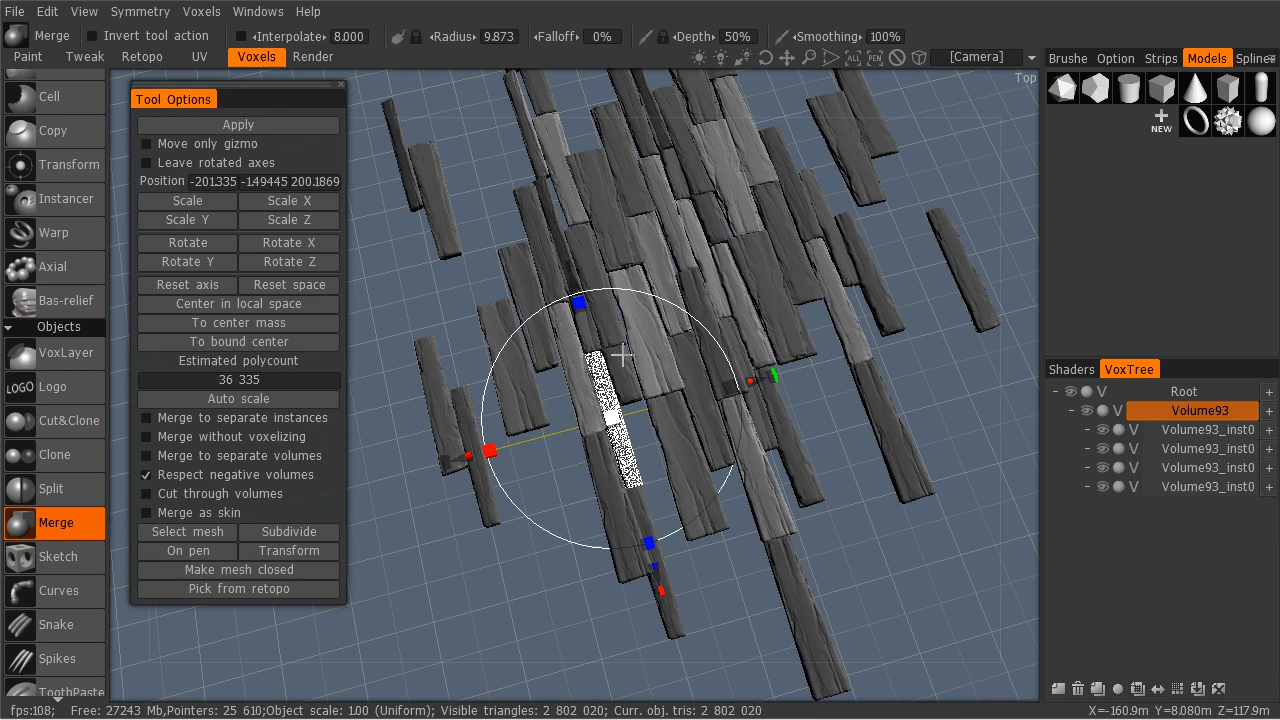 File Edit View Symmetry Voxels Windows Help
Merge Invert tool action Interpolate 8.000 Radius 9.873 Falloff 0% Depth 50% Smoothing 100%
Paint Tweak Retopo UV Voxels Render ALL PEN [Camera]
Top
Cell
Copy
Transform
Instancer
Warp
Axial
Bas-relief
Objects
VoxLayer
LOGO Logo
Cut&Clone
Clone
Split
Merge
Sketch
Curves
Snake
Spikes
ToothPaste
Tool Options
Apply
Move only gizmo
Leave rotated axes
Position -201.335 -1.49445 200.1869
Scale Scale X
Scale Y Scale Z
Rotate Rotate X
Rotate Y Rotate Z
Reset axis Reset space
Center in local space
To center mass
To bound center
Estimated polycount
36 335
Auto scale
Merge to separate instances
Merge without voxelizing
Merge to separate volumes
Respect negative volumes
Cut through volumes
Merge as skin
Select mesh Subdivide
On pen Transform
Make mesh closed
Pick from retopo
Brushe Option Strips Models Spline
+
NEW
Shaders VoxTree
− V Root +
− V Volume93 +
− V Volume93_inst0 +
− V Volume93_inst0 +
− V Volume93_inst0 +
− V Volume93_inst0 +
fps:108; Free: 27243 Mb,Pointers: 25 610;Object scale: 1.00 (Uniform); Visible triangles: 2 802 020; Curr. obj. tris: 2 802 020
X=-160.9m Y=8.080m Z=117.9m